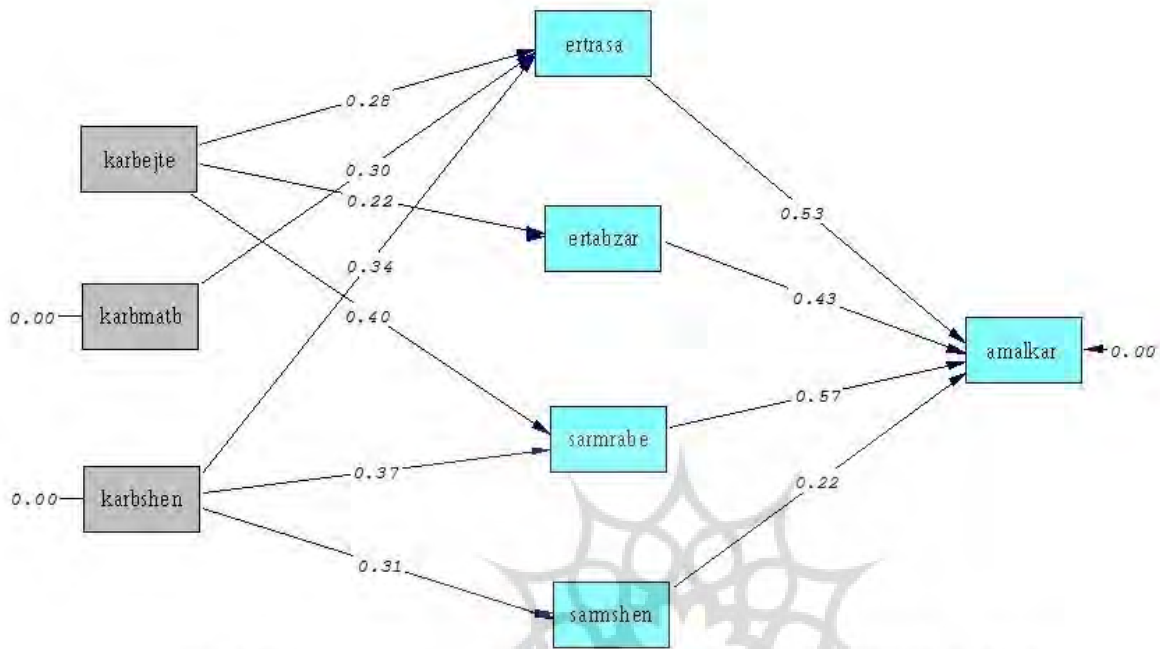 ertrasa
0.28
karbejte
0.30
0.22
0.53
ertabzar
0.34
0.43
0.00
karbmatb
0.40
amalkar
0.00
0.57
sarmrabe
0.37
0.00
karbshen
0.22
0.31
sarmshen